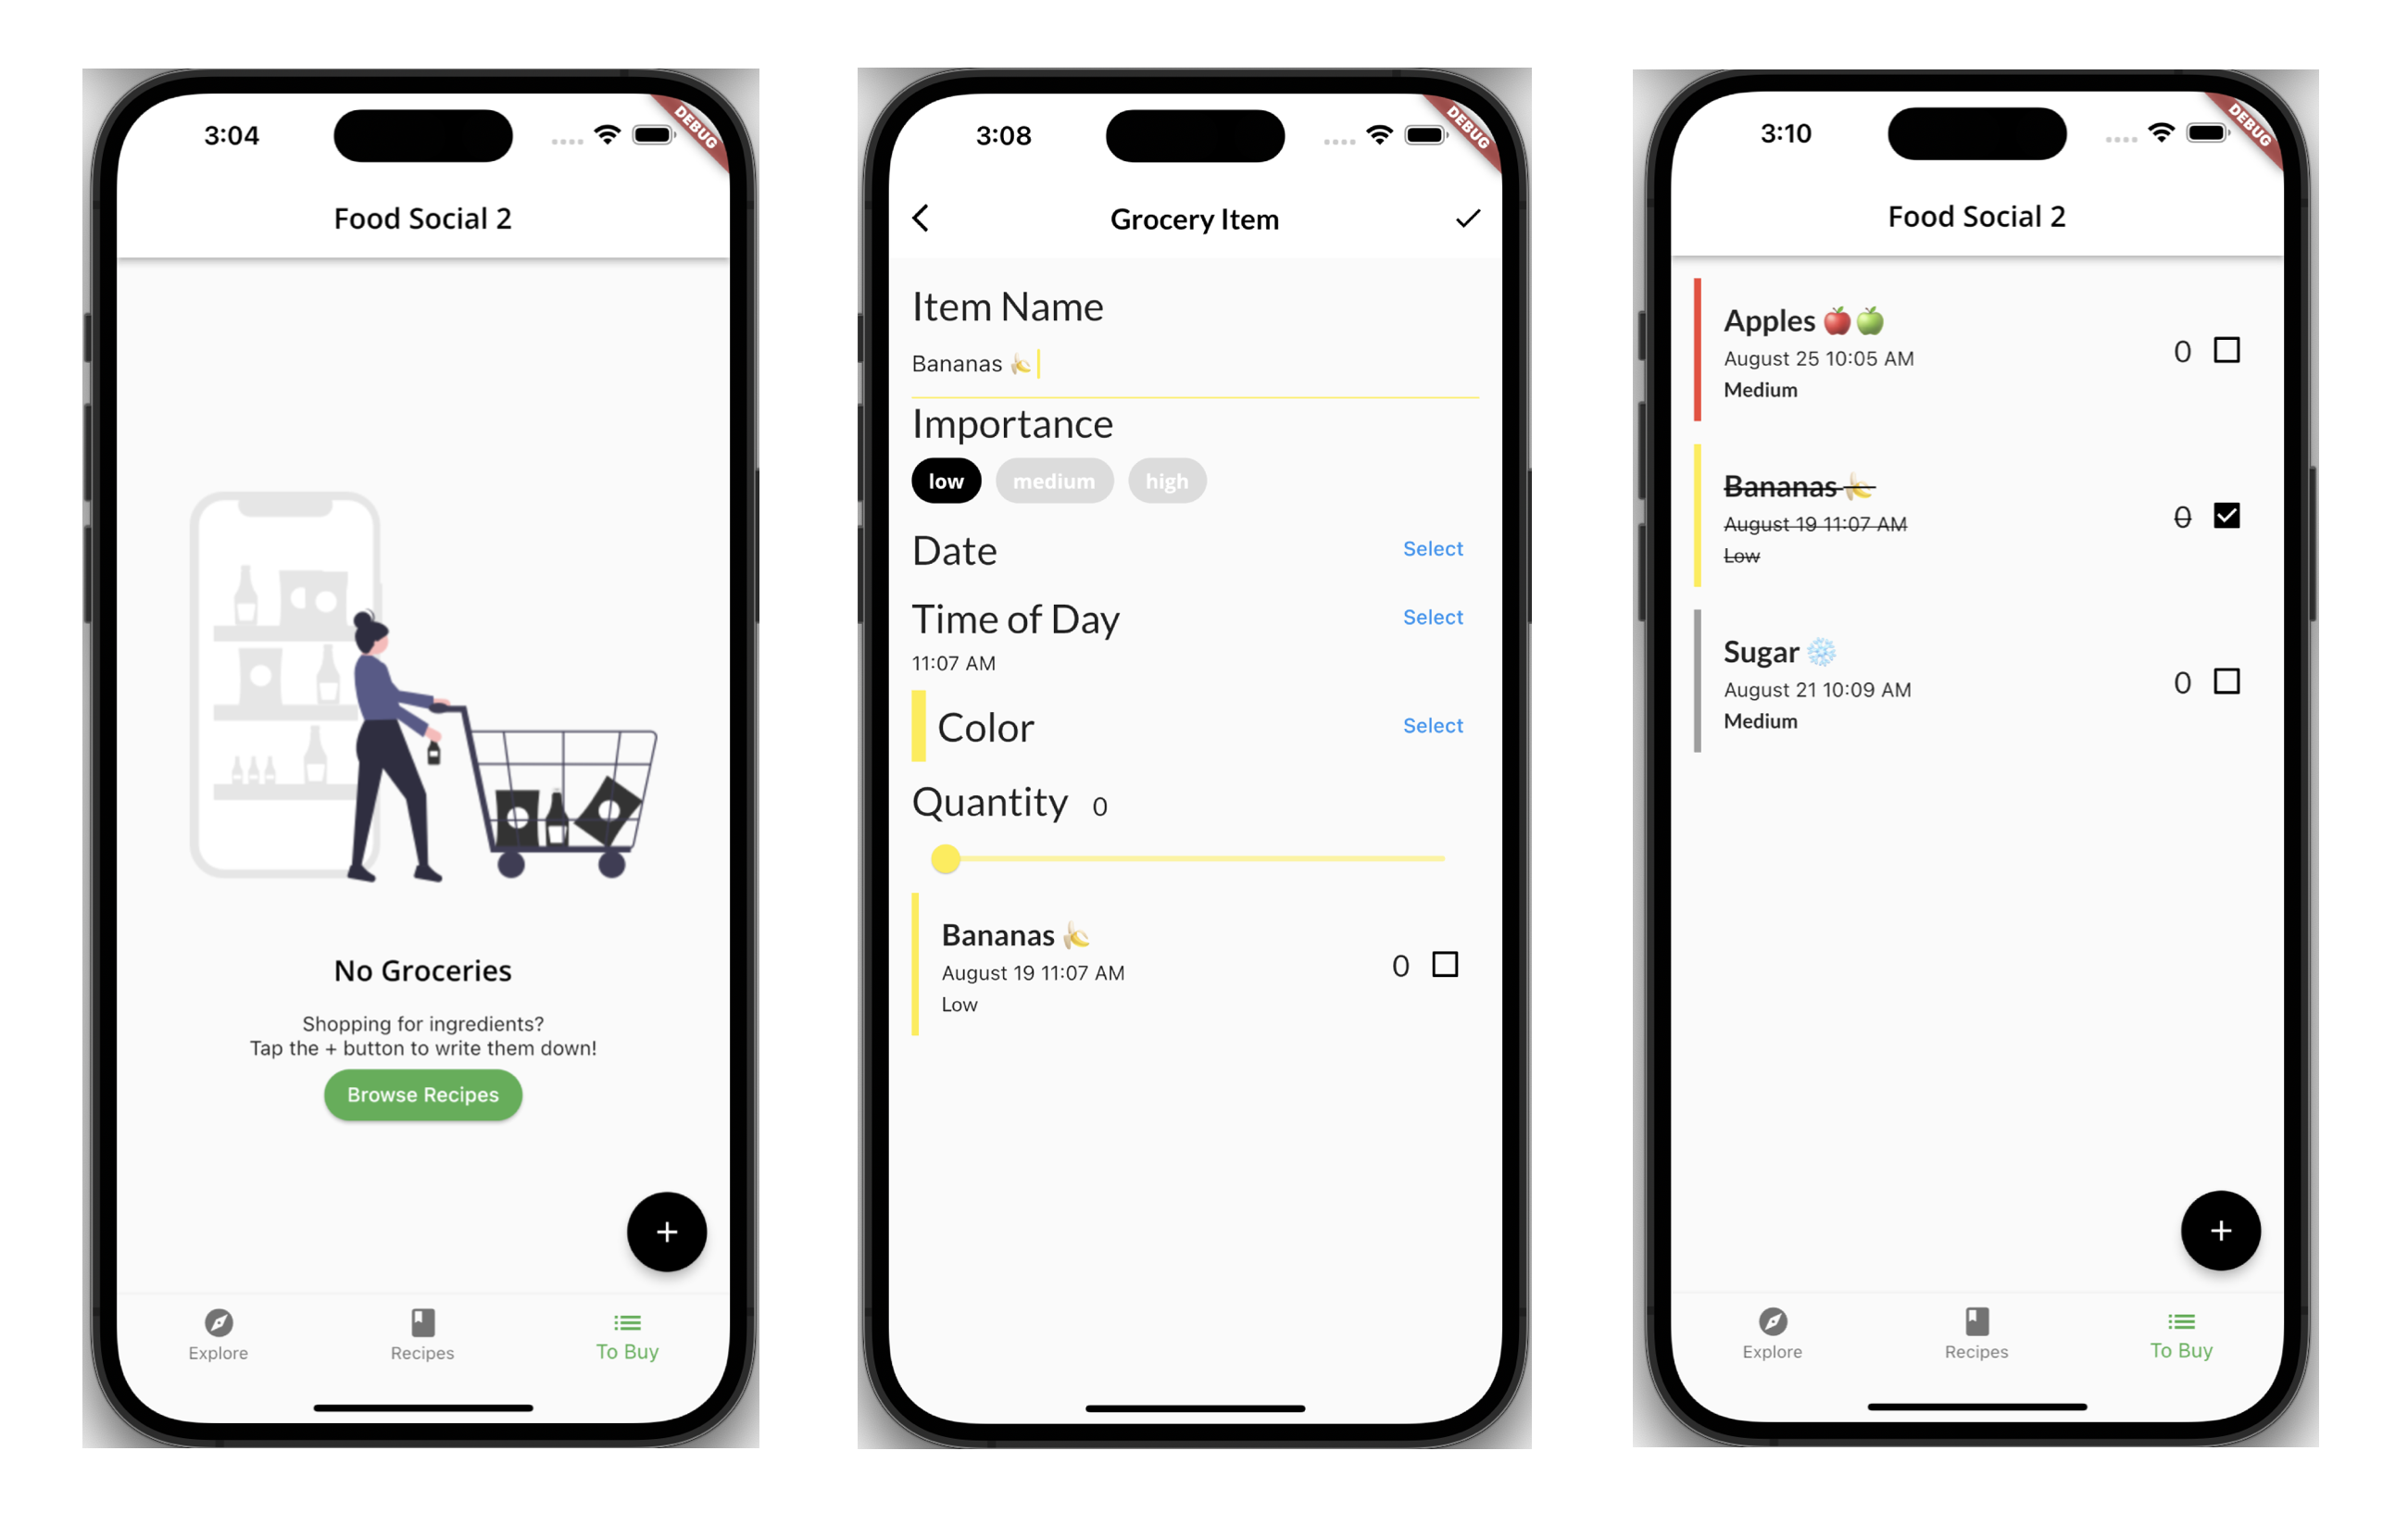 3:04
DEBUG
Food Social 2
No Groceries
Shopping for ingredients?
Tap the + button to write them down!
Browse Recipes
+
Explore
Recipes
To Buy
3:08
DEBUG
Grocery Item
Item Name
Bananas 🍌
Importance
low medium high
Date Select
Time of Day Select
11:07 AM
Color Select
Quantity 0
Bananas 🍌
August 19 11:07 AM
Low
0
3:10
DEBUG
Food Social 2
Apples 🍎🍏
August 25 10:05 AM
Medium
0
Bananas 🍌
August 19 11:07 AM
Low
0
Sugar ❄️
August 21 10:09 AM
Medium
0
+
Explore
Recipes
To Buy